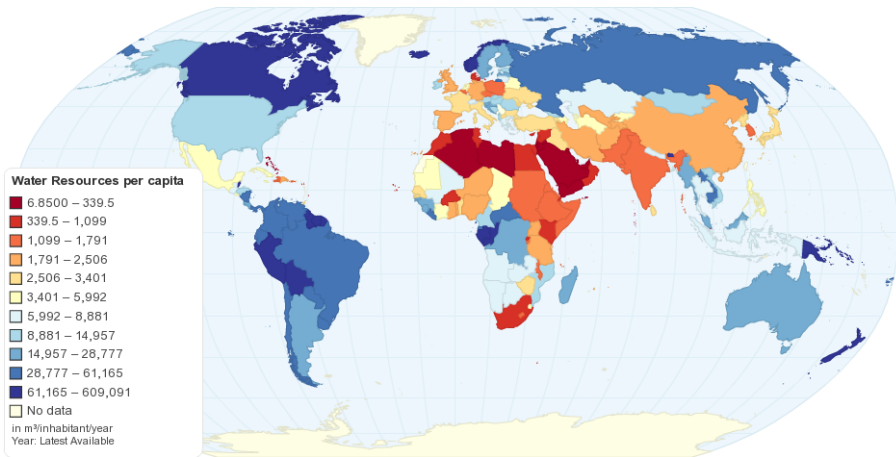 Water Resources per capita
6.8500 – 339.5
339.5 – 1,099
1,099 – 1,791
1,791 – 2,506
2,506 – 3,401
3,401 – 5,992
5,992 – 8,881
8,881 – 14,957
14,957 – 28,777
28,777 – 61,165
61,165 – 609,091
No data
in m³/inhabitant/year
Year: Latest Available